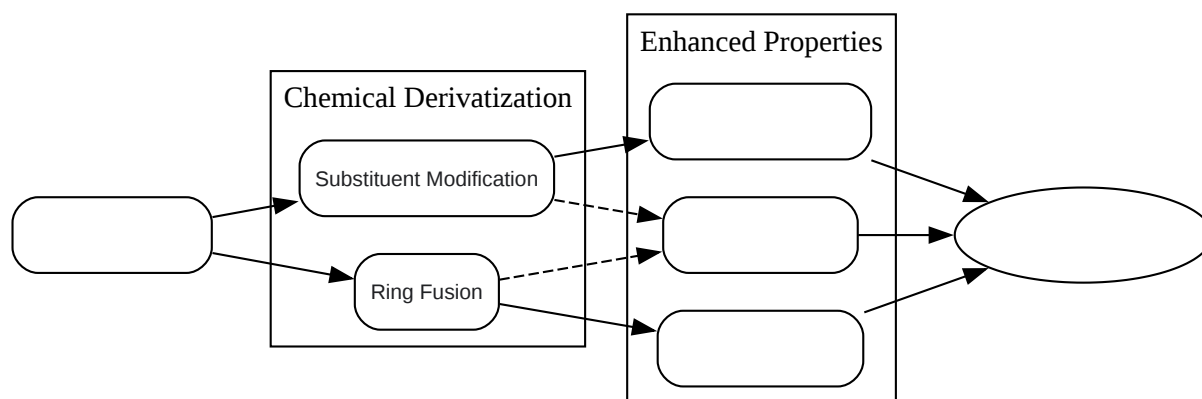 Enhanced Properties
Chemical Derivatization
Substituent Modification
Ring Fusion